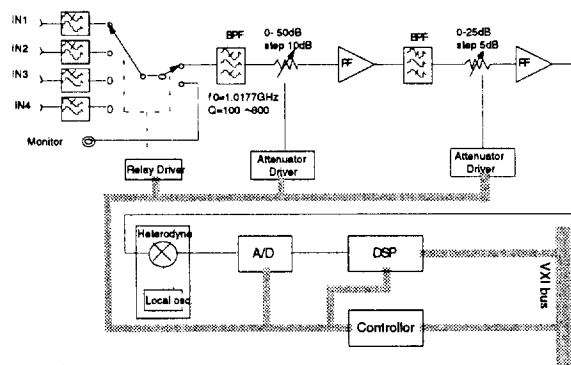 IN1
IN2
IN3
IN4
Monitor
BPF
0- 50dB
step 10dB
f0=1.0177GHz
Q=100 ~800
BPF
0-25dB
step 5dB
Relay Driver
Attenuator
Driver
Attenuator
Driver
Heterodyne
Local osc
A/D
DSP
Controllor
VXI bus